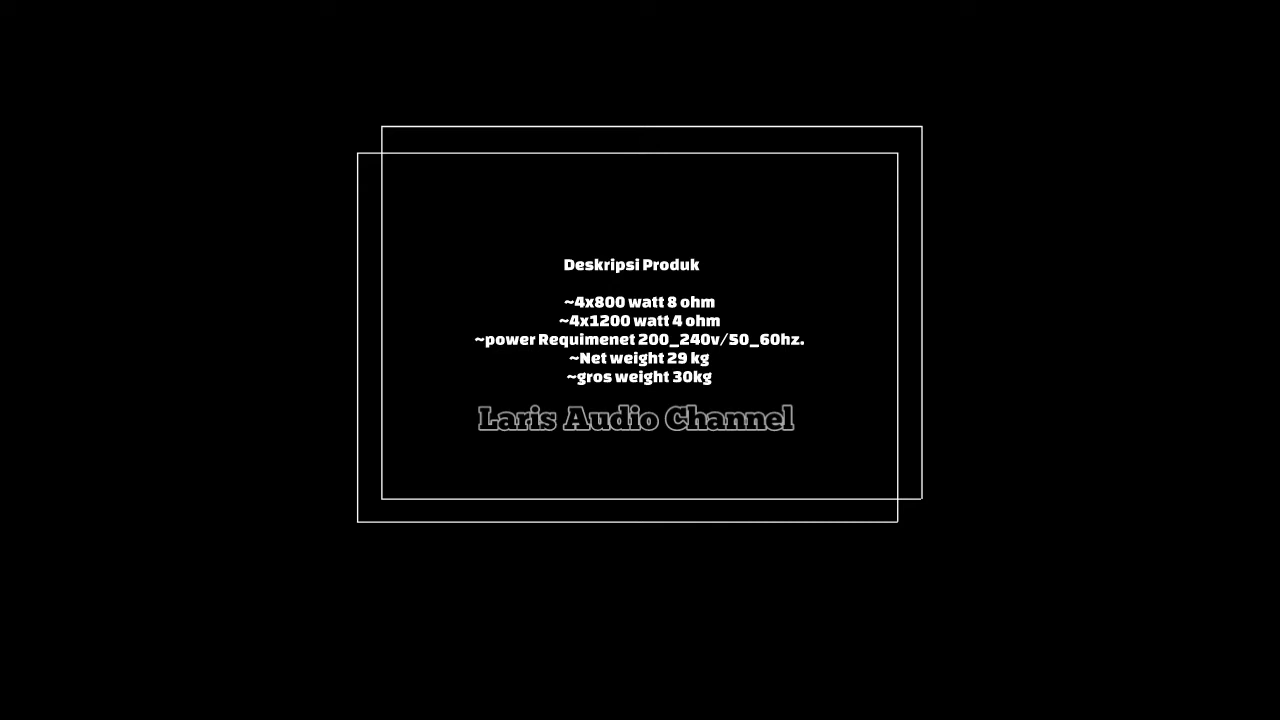 Deskripsi Produk
~4x800 watt 8 ohm
~4x1200 watt 4 ohm
~power Requimenet 200_240v/50_60hz.
~Net weight 29 kg
~gros weight 30kg
Laris Audio Channel